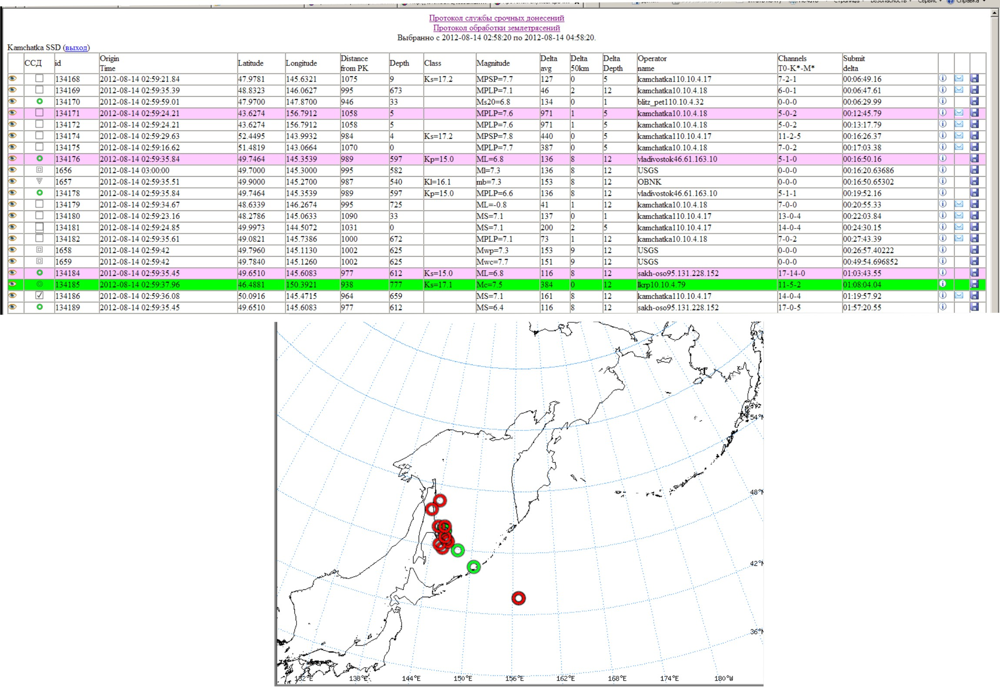 Протокол службы срочных донесений
Протокол обработки землетрясений
Выбранно с 2012-08-14 02:58:20 по 2012-08-14 04:58:20.
Kamchatka SSD (выход)
ССД id Origin Time Latitude Longitude Distance from PK Depth Class Magnitude Delta avg Delta 50km Delta Depth Operator name Channels T0-K*-M* Submit delta
134168 2012-08-14 02:59:21.84 47.9781 145.6321 1075 9 Ks=17.2 MPSP=7.7 127 0 5 kamchatka110.10.4.17 7-2-1 00:06:49.16
134169 2012-08-14 02:59:35.39 48.8323 146.0627 995 673 MPLP=7.1 46 2 12 kamchatka10.10.4.18 6-0-1 00:06:47.61
134170 2012-08-14 02:59:59.01 47.9700 147.8700 946 33 Ms20=6.8 134 0 1 blitz_pet110.10.4.32 0-0-0 00:06:29.99
134171 2012-08-14 02:59:24.21 43.6274 156.7912 1058 5 MPLP=7.6 971 1 5 kamchatka10.10.4.18 5-0-2 00:12:45.79
134172 2012-08-14 02:59:24.21 43.6274 156.7912 1058 5 MPLP=7.6 971 1 5 kamchatka10.10.4.18 5-0-2 00:13:17.79
134174 2012-08-14 02:59:29.63 52.4495 143.9932 984 4 Ks=17.2 MPSP=7.8 440 0 5 kamchatka110.10.4.17 11-2-5 00:16:26.37
134175 2012-08-14 02:59:16.62 51.4819 143.0664 1070 0 MPLP=7.7 387 0 5 kamchatka10.10.4.18 7-0-2 00:17:03.38
134176 2012-08-14 02:59:35.84 49.7464 145.3539 989 597 Kp=15.0 ML=6.8 136 8 12 vladivostok46.61.163.10 5-1-0 00:16:50.16
1656 2012-08-14 03:00:00 49.7000 145.3000 995 582 Ml=7.3 136 8 12 USGS 0-0-0 00:16:20.63686
1657 2012-08-14 02:59:35.51 49.9000 145.2700 987 540 Kl=16.1 mb=7.3 153 8 12 OBNK 0-0-0 00:16:50.65302
134178 2012-08-14 02:59:35.84 49.7464 145.3539 989 597 Kp=15.0 MPLP=6.6 136 8 12 vladivostok46.61.163.10 5-1-1 00:19:52.16
134179 2012-08-14 02:59:34.67 48.6339 146.2674 995 725 ML=-0.8 41 1 12 kamchatka10.10.4.18 7-0-0 00:20:55.33
134180 2012-08-14 02:59:23.16 48.2786 145.0633 1090 33 MS=7.1 137 0 1 kamchatka110.10.4.17 13-0-4 00:22:03.84
134181 2012-08-14 02:59:24.85 49.9973 144.5072 1031 0 MS=7.1 200 2 5 kamchatka110.10.4.17 14-0-4 00:24:30.15
134182 2012-08-14 02:59:35.61 49.0821 145.7386 1000 672 MPLP=7.1 73 1 12 kamchatka10.10.4.18 7-0-2 00:27:43.39
1658 2012-08-14 02:59:42 49.7960 145.1130 1002 625 Mwp=7.3 153 9 12 USGS 0-0-0 00:26:57.40222
1659 2012-08-14 02:59:42 49.7840 145.1260 1002 625 Mwc=7.7 151 9 12 USGS 0-0-0 00:49:54.696852
134184 2012-08-14 02:59:35.45 49.6510 145.6083 977 612 Ks=15.0 ML=6.8 116 8 12 sakh-oso95.131.228.152 17-14-0 01:03:43.55
134185 2012-08-14 02:59:37.96 46.4881 150.3921 938 777 Ks=17.1 Mc=7.5 384 0 12 lkrp10.10.4.79 11-5-2 01:08:04.04
134186 2012-08-14 02:59:36.08 50.0916 145.4715 964 659 MS=7.1 161 8 12 kamchatka110.10.4.17 14-0-4 01:19:57.92
134189 2012-08-14 02:59:35.45 49.6510 145.6083 977 612 MS=6.4 116 8 12 sakh-oso95.131.228.152 17-0-5 01:57:20.55
54°N
48°N
42°N
36°N
132°E 138°E 144°E 150°E 156°E 162°E 168°E 174°E 180°W